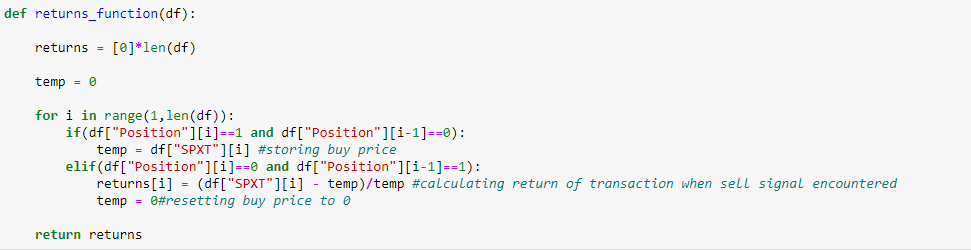 def returns_function(df):
returns = [0]*len(df)
temp = 0
for i in range(1,len(df)):
if(df["Position"][i]==1 and df["Position"][i-1]==0):
temp = df["SPXT"][i] #storing buy price
elif(df["Position"][i]==0 and df["Position"][i-1]==1):
returns[i] = (df["SPXT"][i] - temp)/temp #calculating return of transaction when sell signal encountered
temp = 0#resetting buy price to 0
return returns